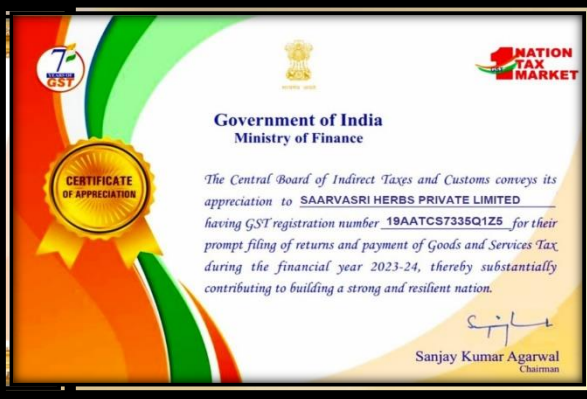 7
YEARS OF
GST
1 NATION
TAX
MARKET
Government of India
Ministry of Finance
CERTIFICATE
OF APPRECIATION
The Central Board of Indirect Taxes and Customs conveys its
appreciation to SAARVASRI HERBS PRIVATE LIMITED
having GST registration number 19AATCS7335Q1Z5 for their
prompt filing of returns and payment of Goods and Services Tax
during the financial year 2023-24, thereby substantially
contributing to building a strong and resilient nation.
Sanjay Kumar Agarwal
Chairman